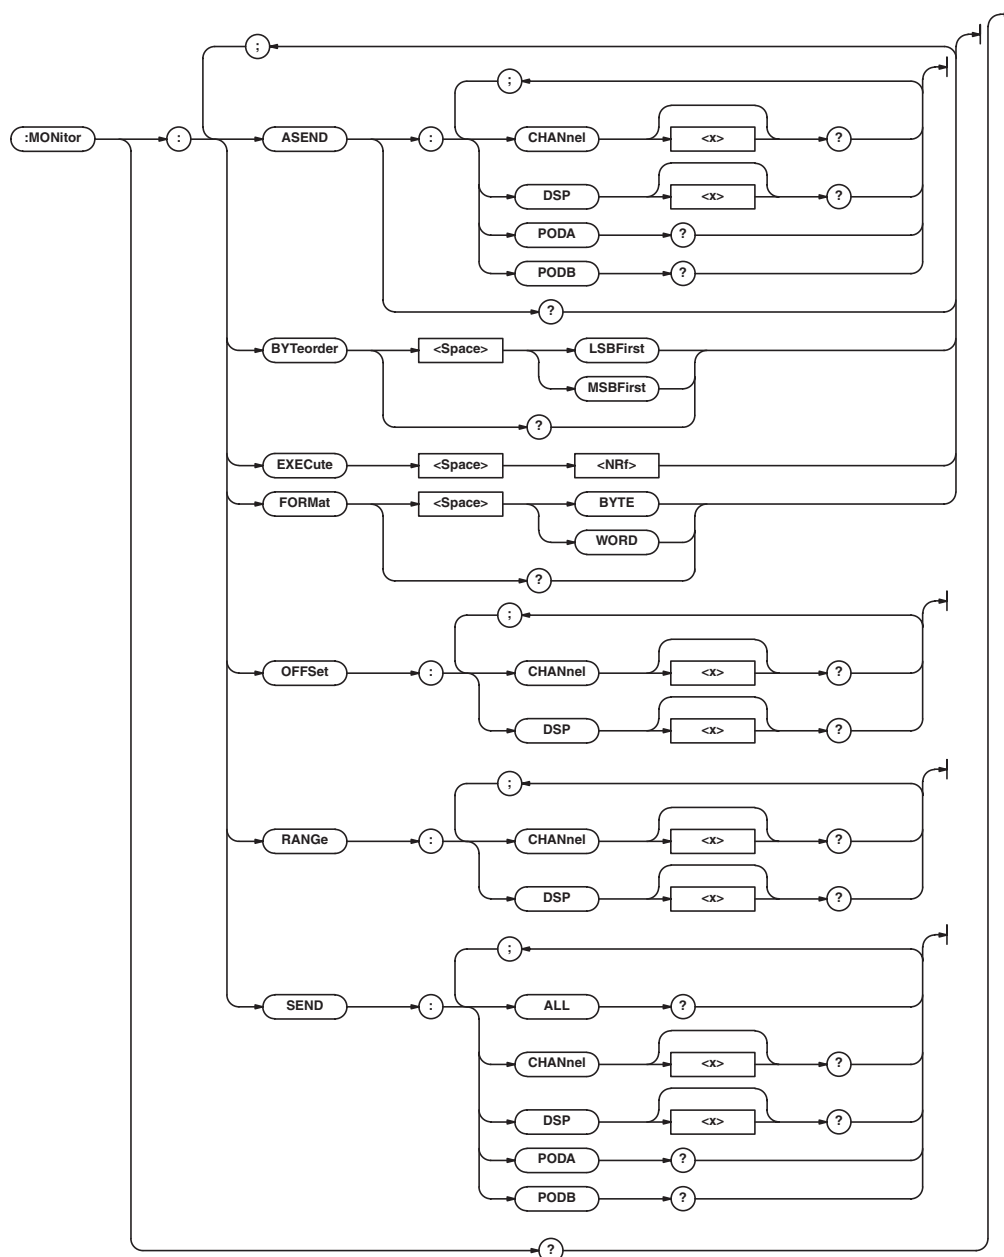 ;
;
:MONitor : ASEND : CHANnel <x> ?
DSP <x> ?
PODA ?
PODB ?
?
BYTeorder <Space> LSBFirst
MSBFirst
?
EXECute <Space> <NRf>
FORMat <Space> BYTE
WORD
?
;
OFFSet : CHANnel <x> ?
DSP <x> ?
;
RANGe : CHANnel <x> ?
DSP <x> ?
;
SEND : ALL ?
CHANnel <x> ?
DSP <x> ?
PODA ?
PODB ?
?